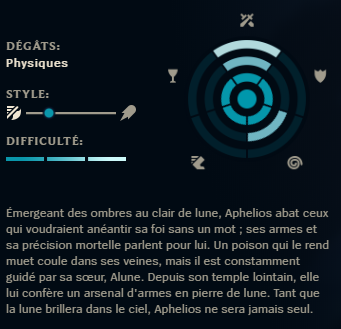 DÉGÂTS:
Physiques
STYLE:
DIFFICULTÉ:
Émergeant des ombres au clair de lune, Aphelios abat ceux
qui voudraient anéantir sa foi sans un mot ; ses armes et
sa précision mortelle parlent pour lui. Un poison qui le rend
muet coule dans ses veines, mais il est constamment
guidé par sa sœur, Alune. Depuis son temple lointain, elle
lui confère un arsenal d'armes en pierre de lune. Tant que
la lune brillera dans le ciel, Aphelios ne sera jamais seul.